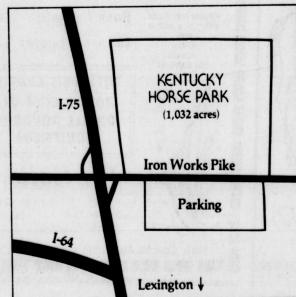 KENTUCKY
HORSE PARK
(1,032 acres)
I-75
Iron Works Pike
Parking
I-64
Lexington ↓